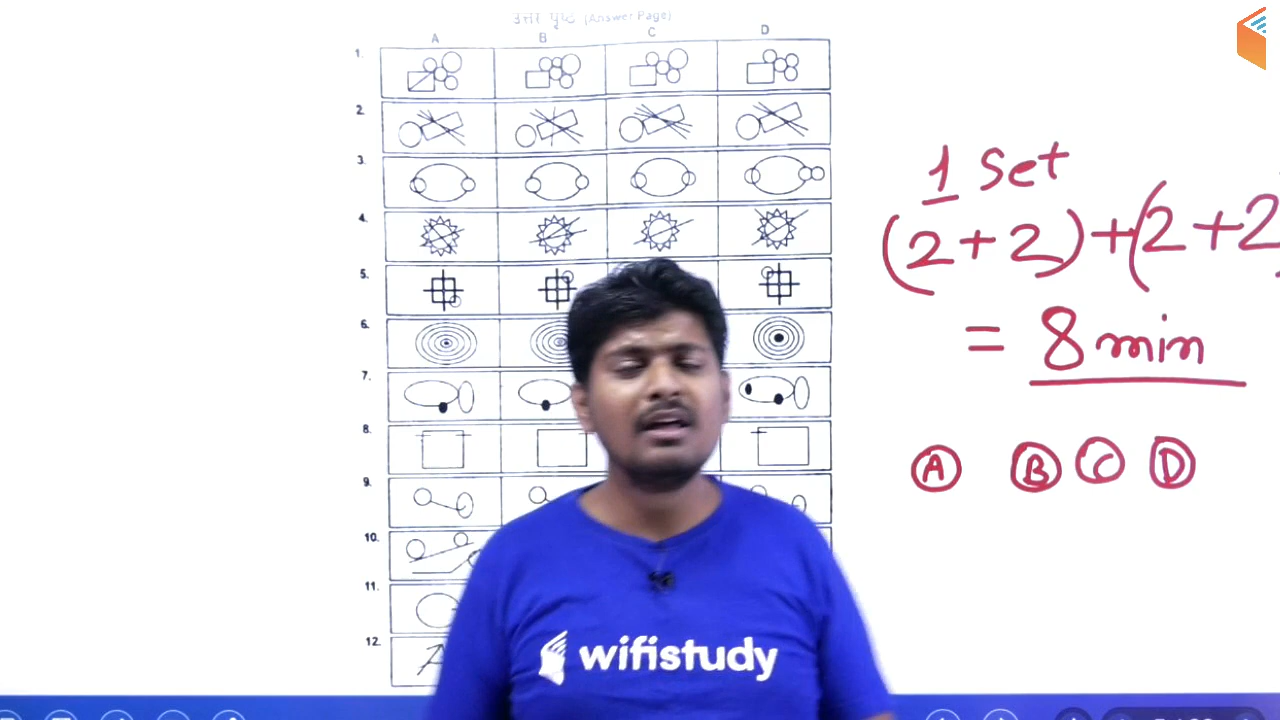 उत्तर पृष्ठ (Answer Page)
A B C D
1.
2.
3.
4.
5.
6.
7.
8.
9.
10.
11.
12.
1 Set
(2+2)+(2+2)
= 8 min
A B C D
wifistudy